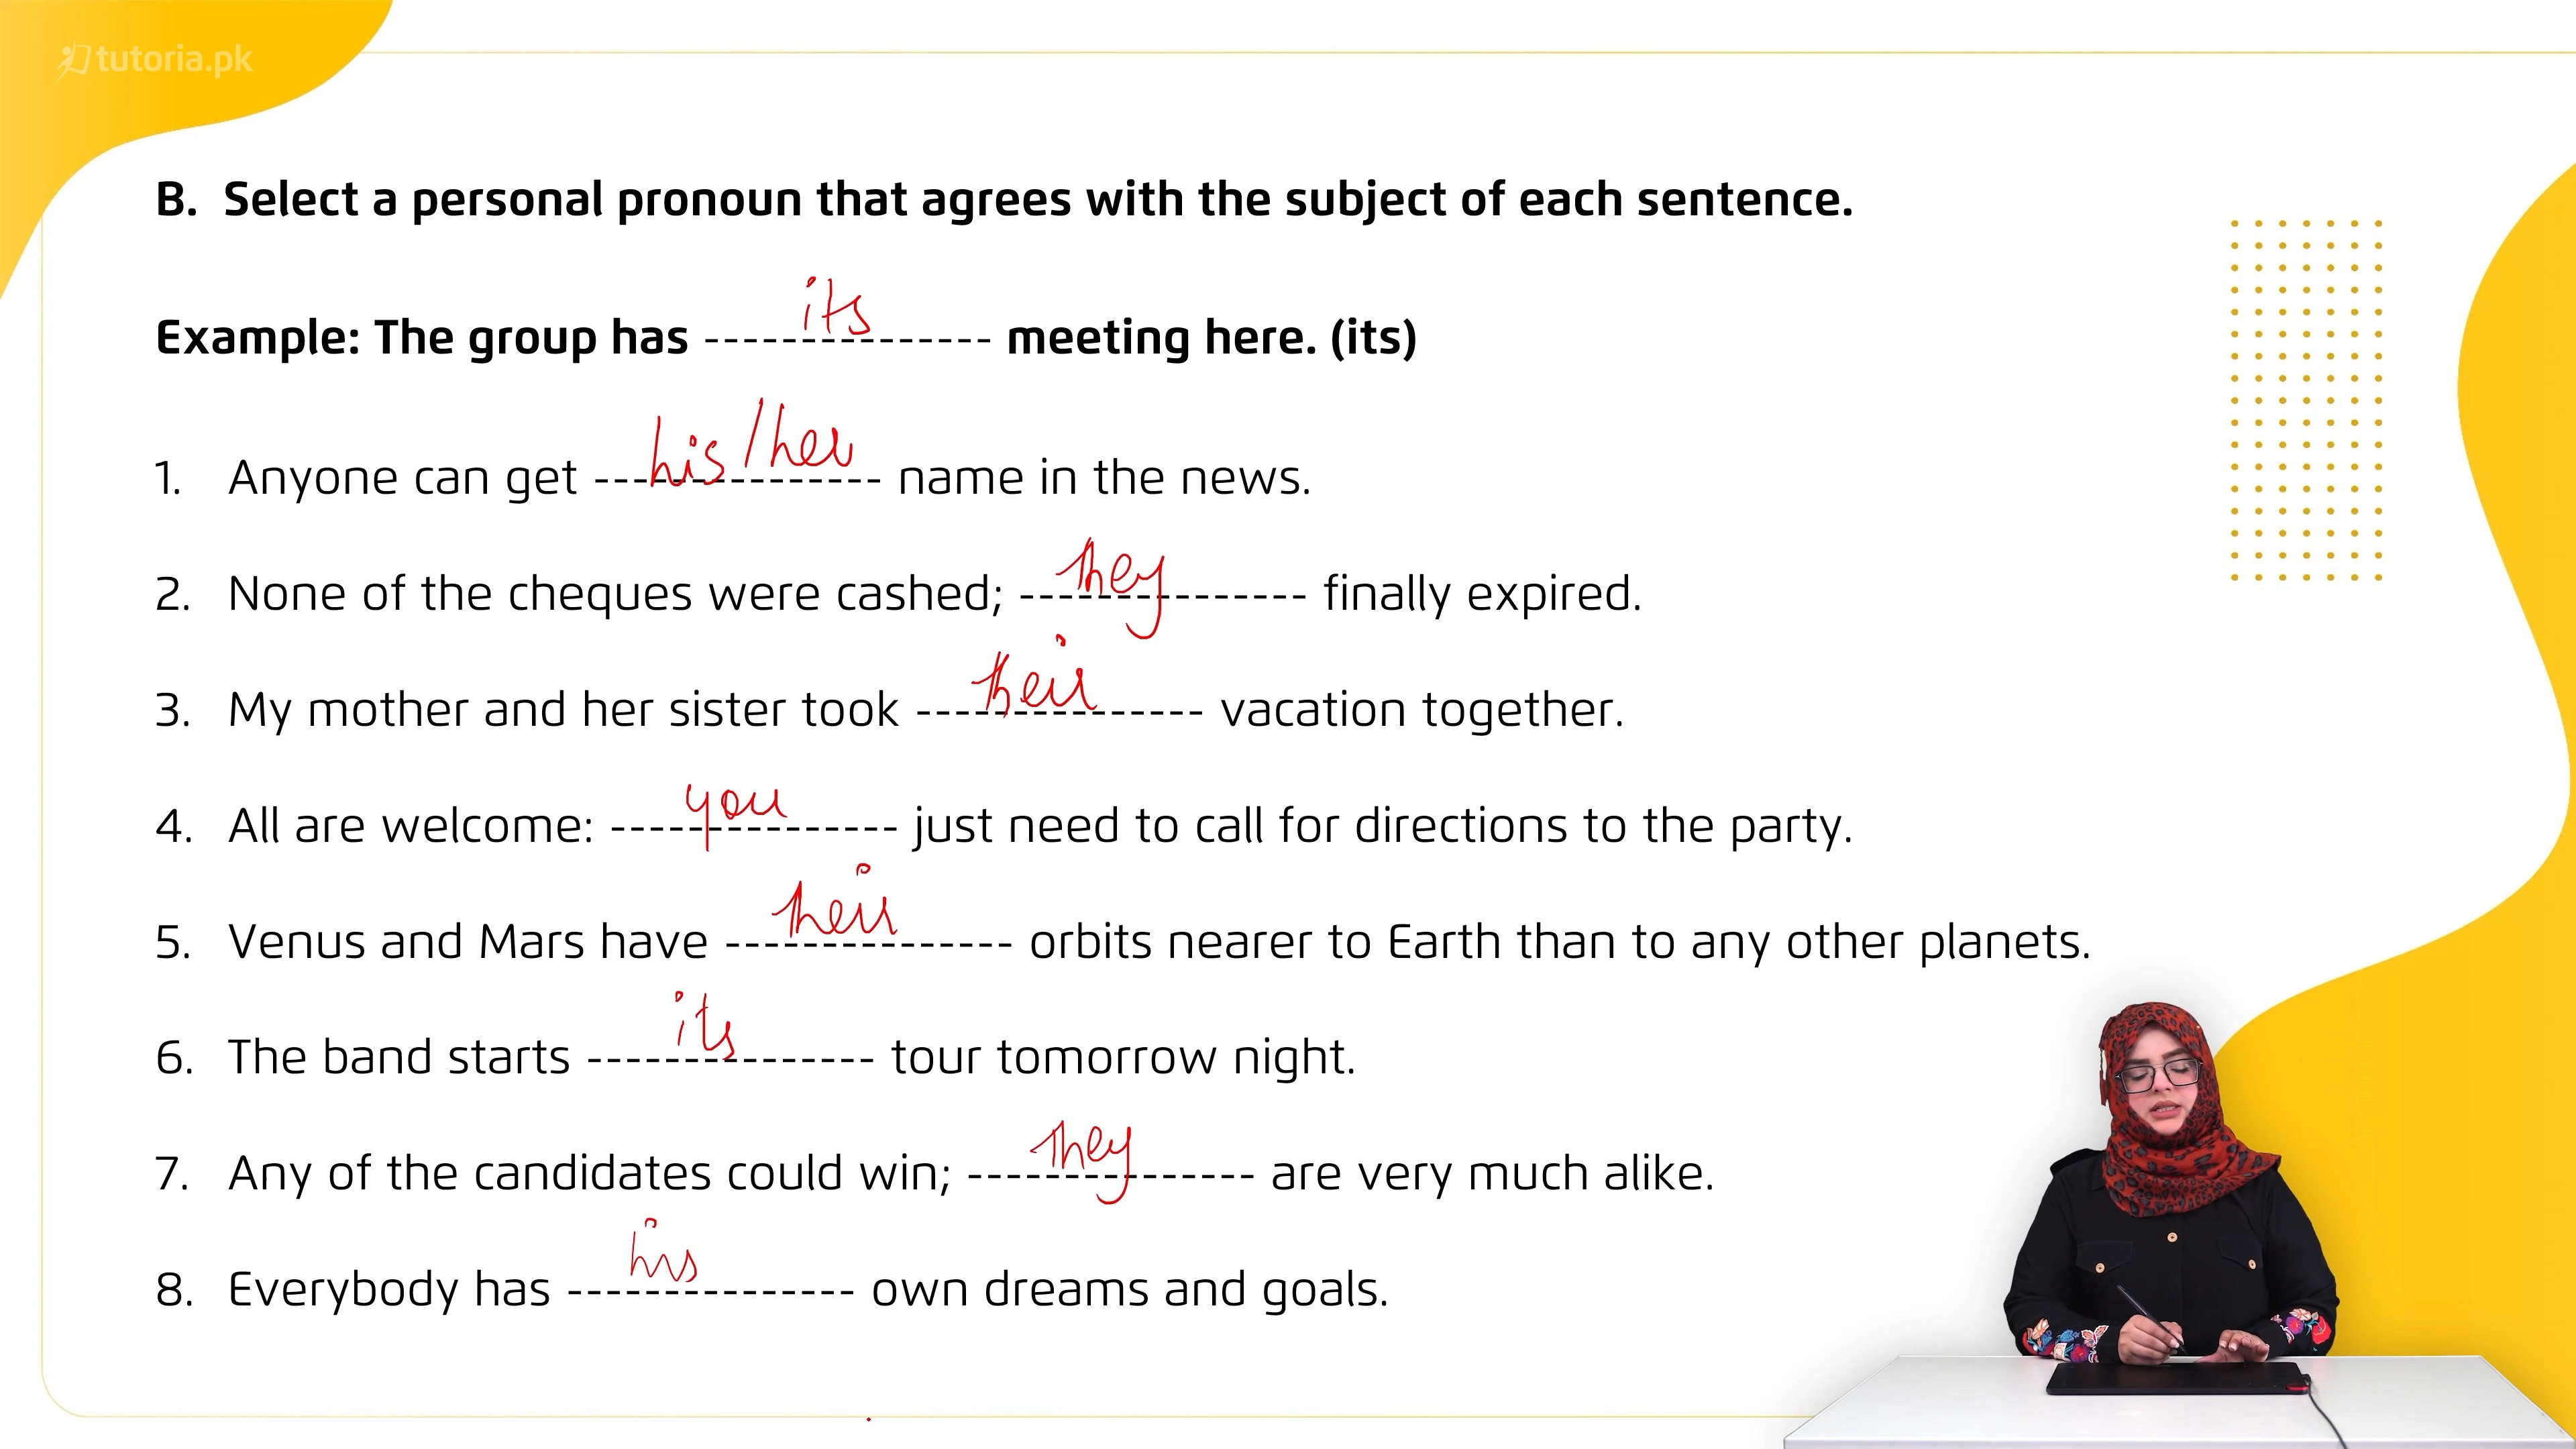 tutoria.pk
B. Select a personal pronoun that agrees with the subject of each sentence.
Example: The group has ---------its------ meeting here. (its)
1. Anyone can get ---his/her--- name in the news.
2. None of the cheques were cashed; ---they--- finally expired.
3. My mother and her sister took ---their--- vacation together.
4. All are welcome: ---you--- just need to call for directions to the party.
5. Venus and Mars have ---their--- orbits nearer to Earth than to any other planets.
6. The band starts ---its--- tour tomorrow night.
7. Any of the candidates could win; ---they--- are very much alike.
8. Everybody has ---his--- own dreams and goals.